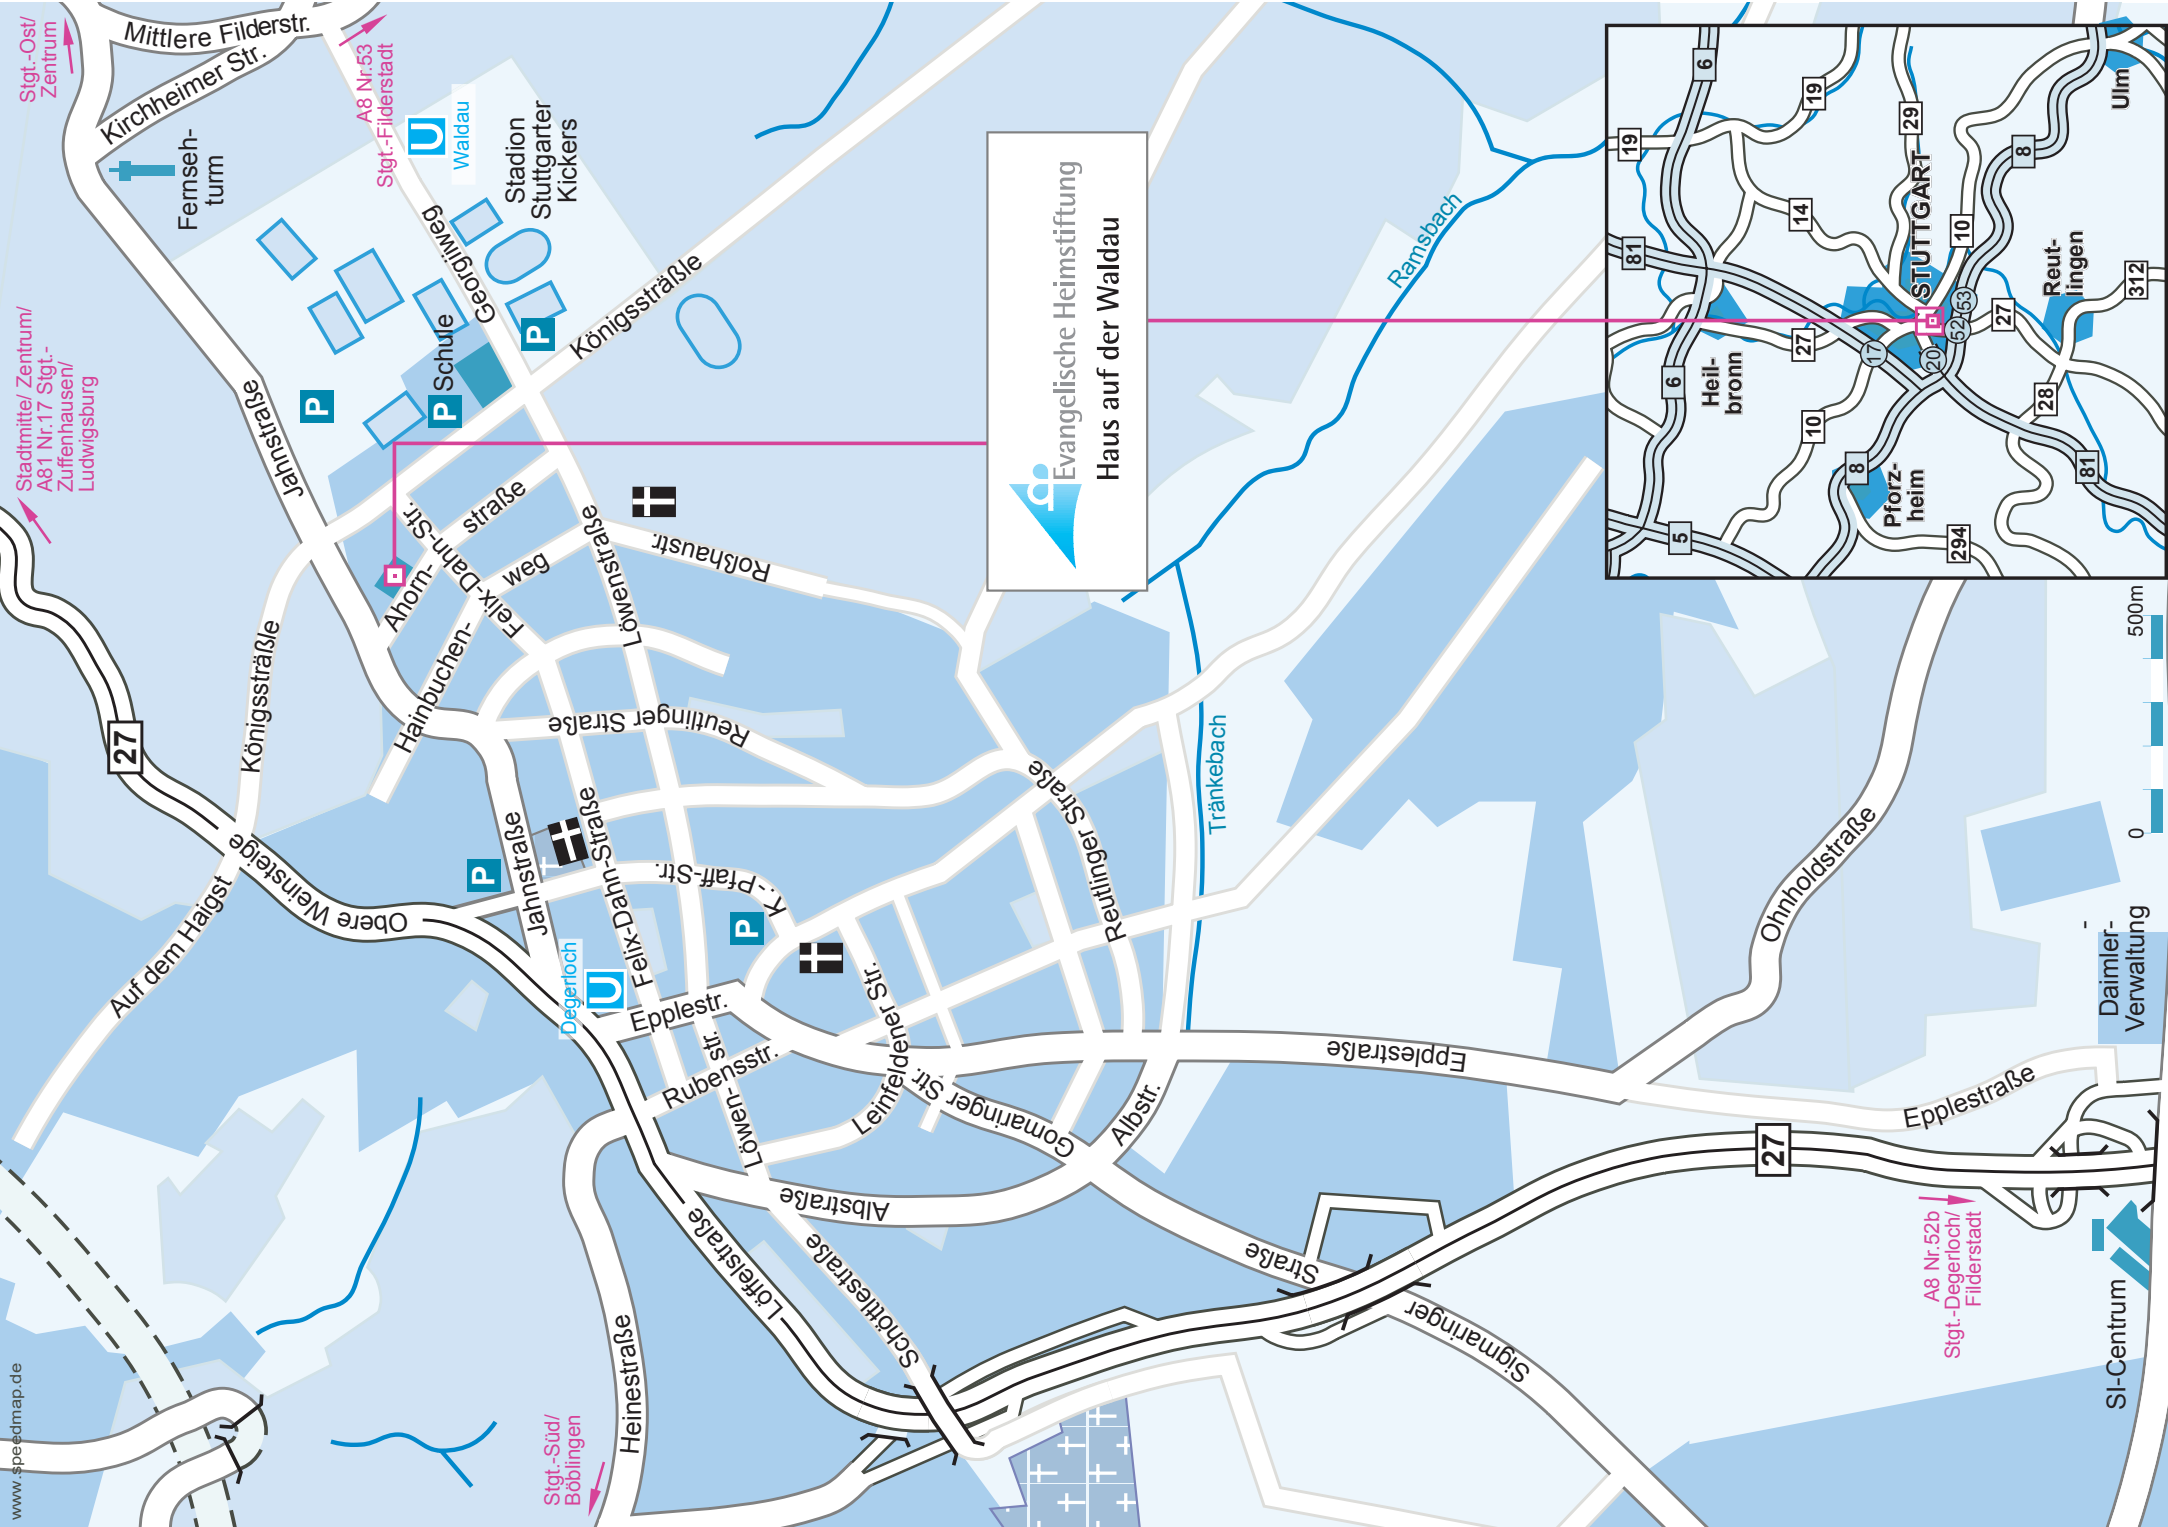 Stgt.-Ost/
Zentrum
Mittlere Filderstr.
Kirchheimer Str.
A8 Nr.53
Stgt.-Filderstadt
Fernseh-
turm
U
Waldau
Stadion
Stuttgarter
Kickers
Georgiiweg
Königssträßle
Schule
P
P
P
Stadtmitte/ Zentrum/
A81 Nr.17 Stgt.-
Zuffenhausen/
Ludwigsburg
Jahnstraße
Königssträßle
27
Ahorn-
straße
Felix-Dahn-Str.
Felix-Dahn-Str.
Hainbuchen-
weg
Löwenstraße
Roßhaustr.
Reutlinger Straße
Evangelische Heimstiftung
Haus auf der Waldau
Ramsbach
Tränkebach
Auf dem Haigst
Obere Weinsteige
Jahnstraße
P
Felix-Dahn-Straße
K.-Pfaff-Str.
P
Degerloch
U
Epplestr.
Rubensstr.
Löwen-
str.
Leinfeldener Str.
Gomaringer Str.
Reutlinger Straße
Albstr.
Albstraße
Epplestraße
Ohnholdstraße
Epplestraße
Löffelstraße
Schöttlestraße
Heinestraße
Sigmaringer
Straße
27
Stgt.-Süd/
Böblingen
A8 Nr.52b
Stgt.-Degerloch/
Filderstadt
SI-Centrum
Daimler-
Verwaltung
0
500m
www.speedmap.de
6
19
19
29
Ulm
8
81
14
STUTTGART
10
Reut-
lingen
312
53
52
27
27
17
20
6
Heil-
bronn
10
28
8
81
Pforz-
heim
5
294